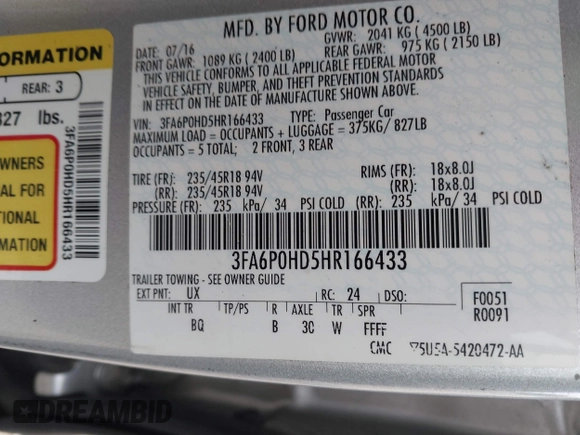 ORMATION
REAR: 3
327 lbs.
WNERS
AL FOR
TIONAL
RMATION
3FA6P0HD5HR166433
MFD. BY FORD MOTOR CO.
DATE: 07/16 GVWR: 2041 KG ( 4500 LB)
FRONT GAWR: 1089 KG ( 2400 LB) REAR GAWR: 975 KG ( 2150 LB)
THIS VEHICLE CONFORMS TO ALL APPLICABLE FEDERAL MOTOR
VEHICLE SAFETY, BUMPER, AND THEFT PREVENTION STANDARDS
IN EFFECT ON THE DATE OF MANUFACTURE SHOWN ABOVE.
VIN: 3FA6P0HD5HR166433 TYPE: Passenger Car
MAXIMUM LOAD = OCCUPANTS + LUGGAGE = 375KG/ 827LB
OCCUPANTS = 5 TOTAL; 2 FRONT, 3 REAR
TIRE (FR): 235/45R18 94V RIMS (FR): 18x8.0J
(RR): 235/45R18 94V (RR): 18x8.0J
PRESSURE (FR): 235 kPa/ 34 PSI COLD (RR): 235 kPa/ 34 PSI COLD
3FA6P0HD5HR166433
TRAILER TOWING - SEE OWNER GUIDE
EXT PNT: UX RC: 24 DSO: F0051
R0091
INT TR TP/PS R AXLE TR SPR
BQ B 3C W FFFF
CMC 5U5A-5420472-AA
DREAMBID